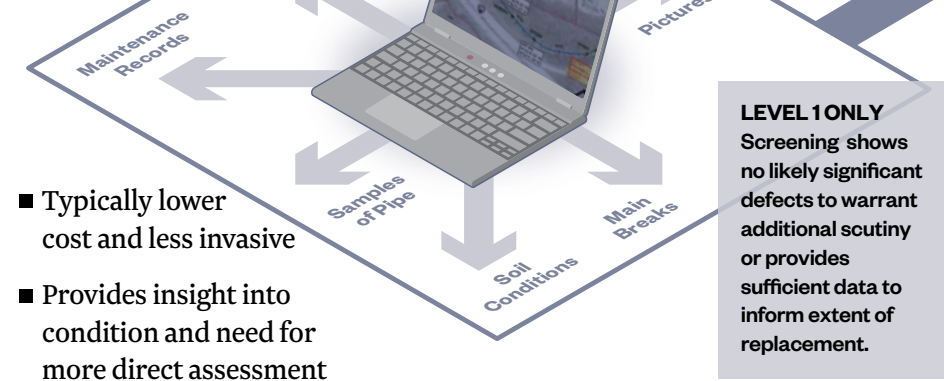 Maintenance
Records
Pictures
Samples
of Pipe
Main
Breaks
Soil
Conditions
■ Typically lower
cost and less invasive
■ Provides insight into
condition and need for
more direct assessment
LEVEL 1 ONLY
Screening shows
no likely significant
defects to warrant
additional scutiny
or provides
sufficient data to
inform extent of
replacement.